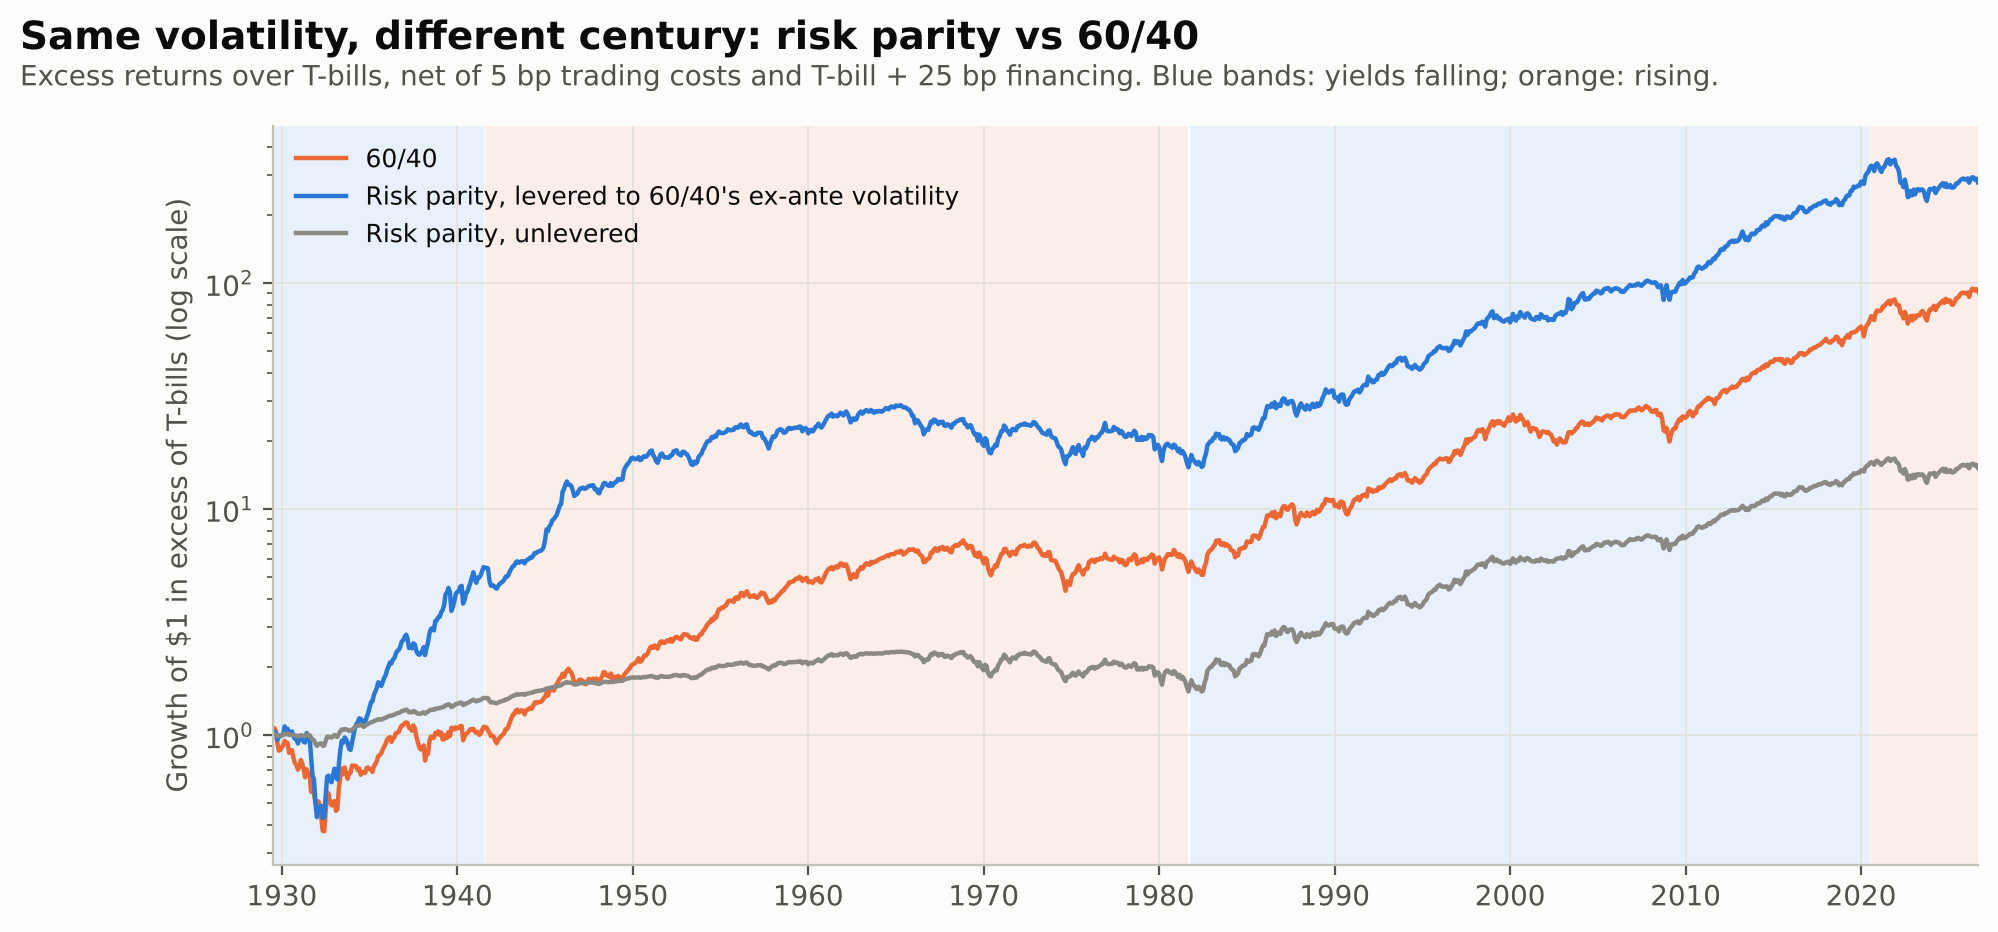 Same volatility, different century: risk parity vs 60/40
Excess returns over T-bills, net of 5 bp trading costs and T-bill + 25 bp financing. Blue bands: yields falling; orange: rising.
60/40
Risk parity, levered to 60/40's ex-ante volatility
Risk parity, unlevered
Growth of $1 in excess of T-bills (log scale)
10²
10¹
10⁰
1930 1940 1950 1960 1970 1980 1990 2000 2010 2020